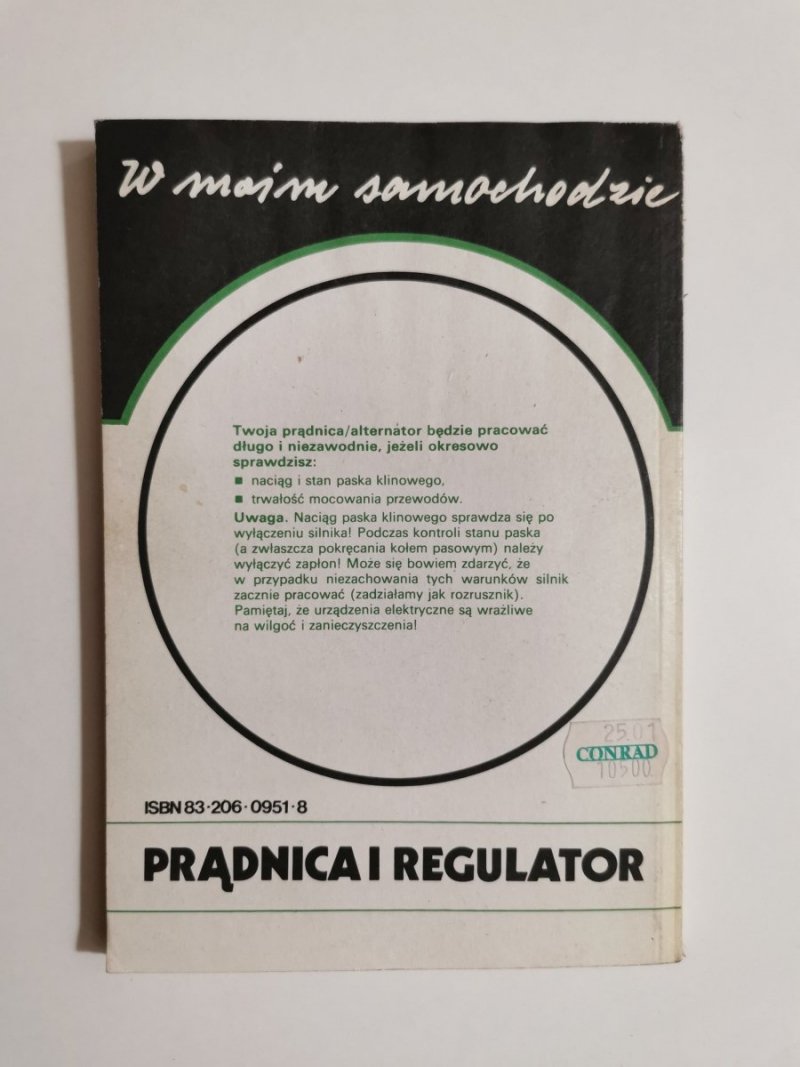 W moim samochodzie
Twoja prądnica/alternator będzie pracować
długo i niezawodnie, jeżeli okresowo
sprawdzisz:
■ naciąg i stan paska klinowego,
■ trwałość mocowania przewodów.
Uwaga. Naciąg paska klinowego sprawdza się po
wyłączeniu silnika! Podczas kontroli stanu paska
(a zwłaszcza pokręcania kołem pasowym) należy
wyłączyć zapłon! Może się bowiem zdarzyć, że
w przypadku niezachowania tych warunków silnik
zacznie pracować (zadziałamy jak rozrusznik).
Pamiętaj, że urządzenia elektryczne są wrażliwe
na wilgoć i zanieczyszczenia!
25.01
CONRAD
10500
ISBN 83·206·0951·8
PRĄDNICA I REGULATOR